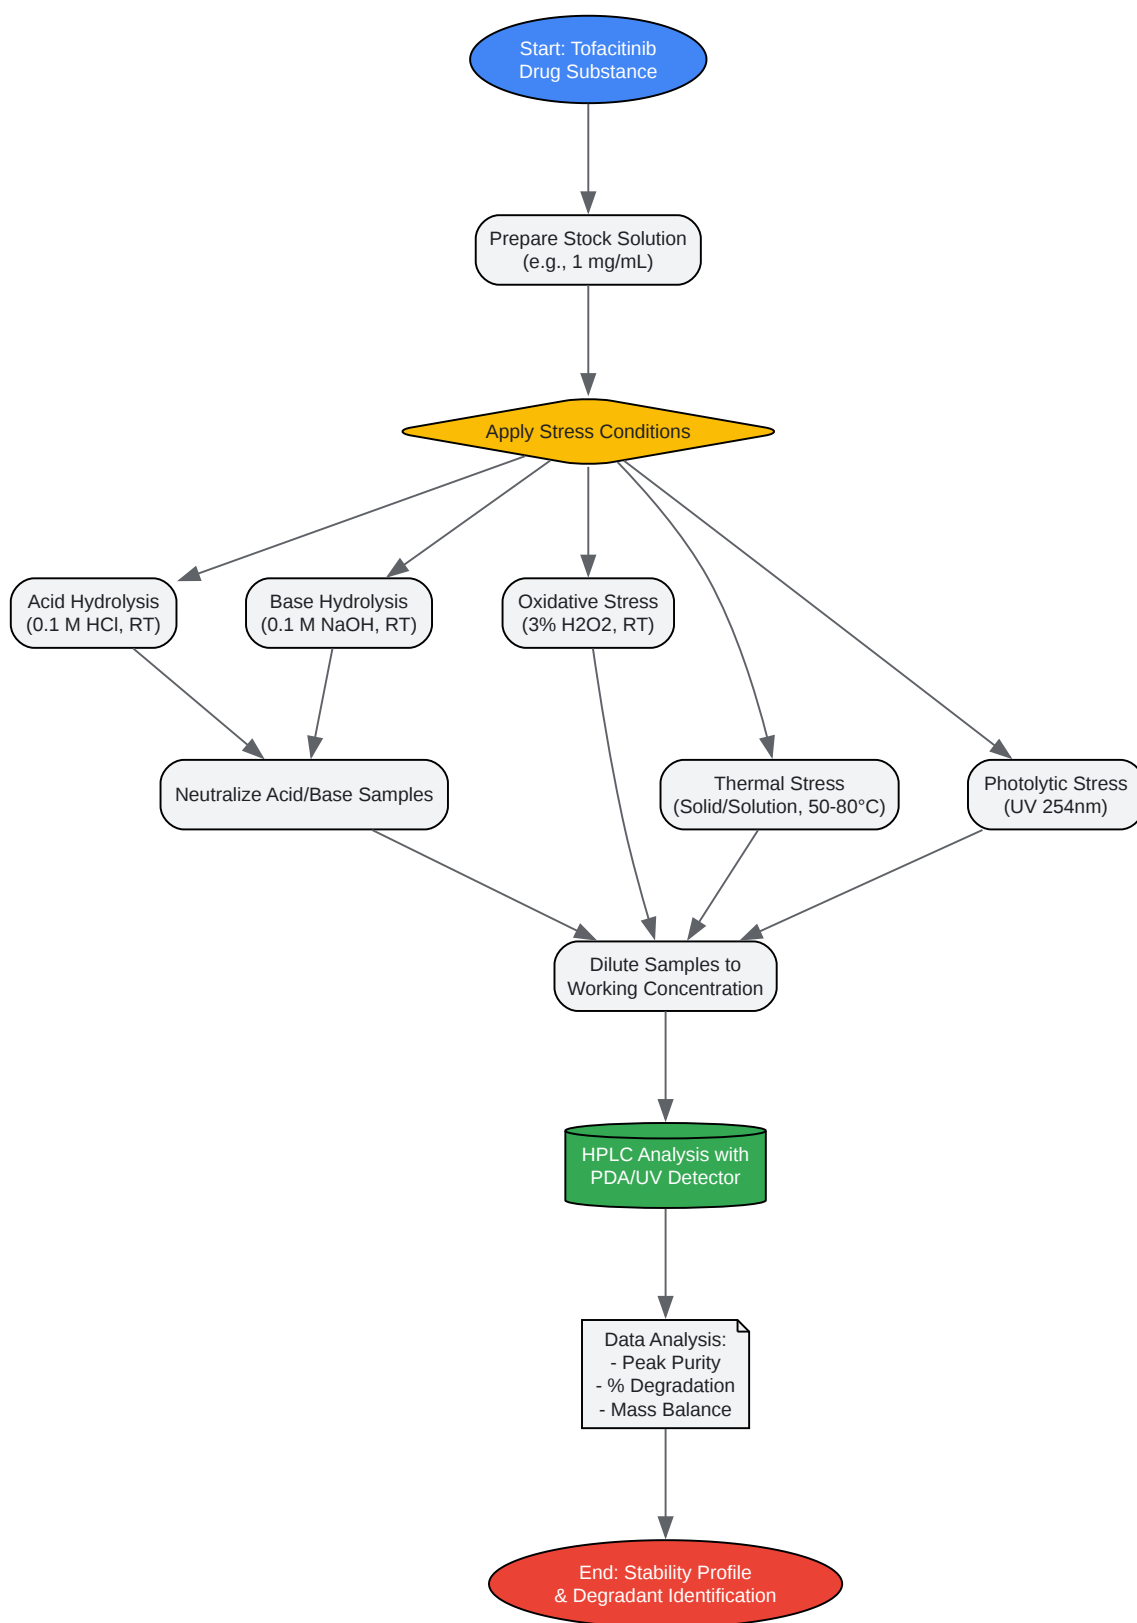 Start: Tofacitinib
Drug Substance
Prepare Stock Solution
(e.g., 1 mg/mL)
Apply Stress Conditions
Acid Hydrolysis
(0.1 M HCl, RT)
Base Hydrolysis
(0.1 M NaOH, RT)
Oxidative Stress
(3% H2O2, RT)
Neutralize Acid/Base Samples
Thermal Stress
(Solid/Solution, 50-80°C)
Photolytic Stress
(UV 254nm)
Dilute Samples to
Working Concentration
HPLC Analysis with
PDA/UV Detector
Data Analysis:
- Peak Purity
- % Degradation
- Mass Balance
End: Stability Profile
& Degradant Identification